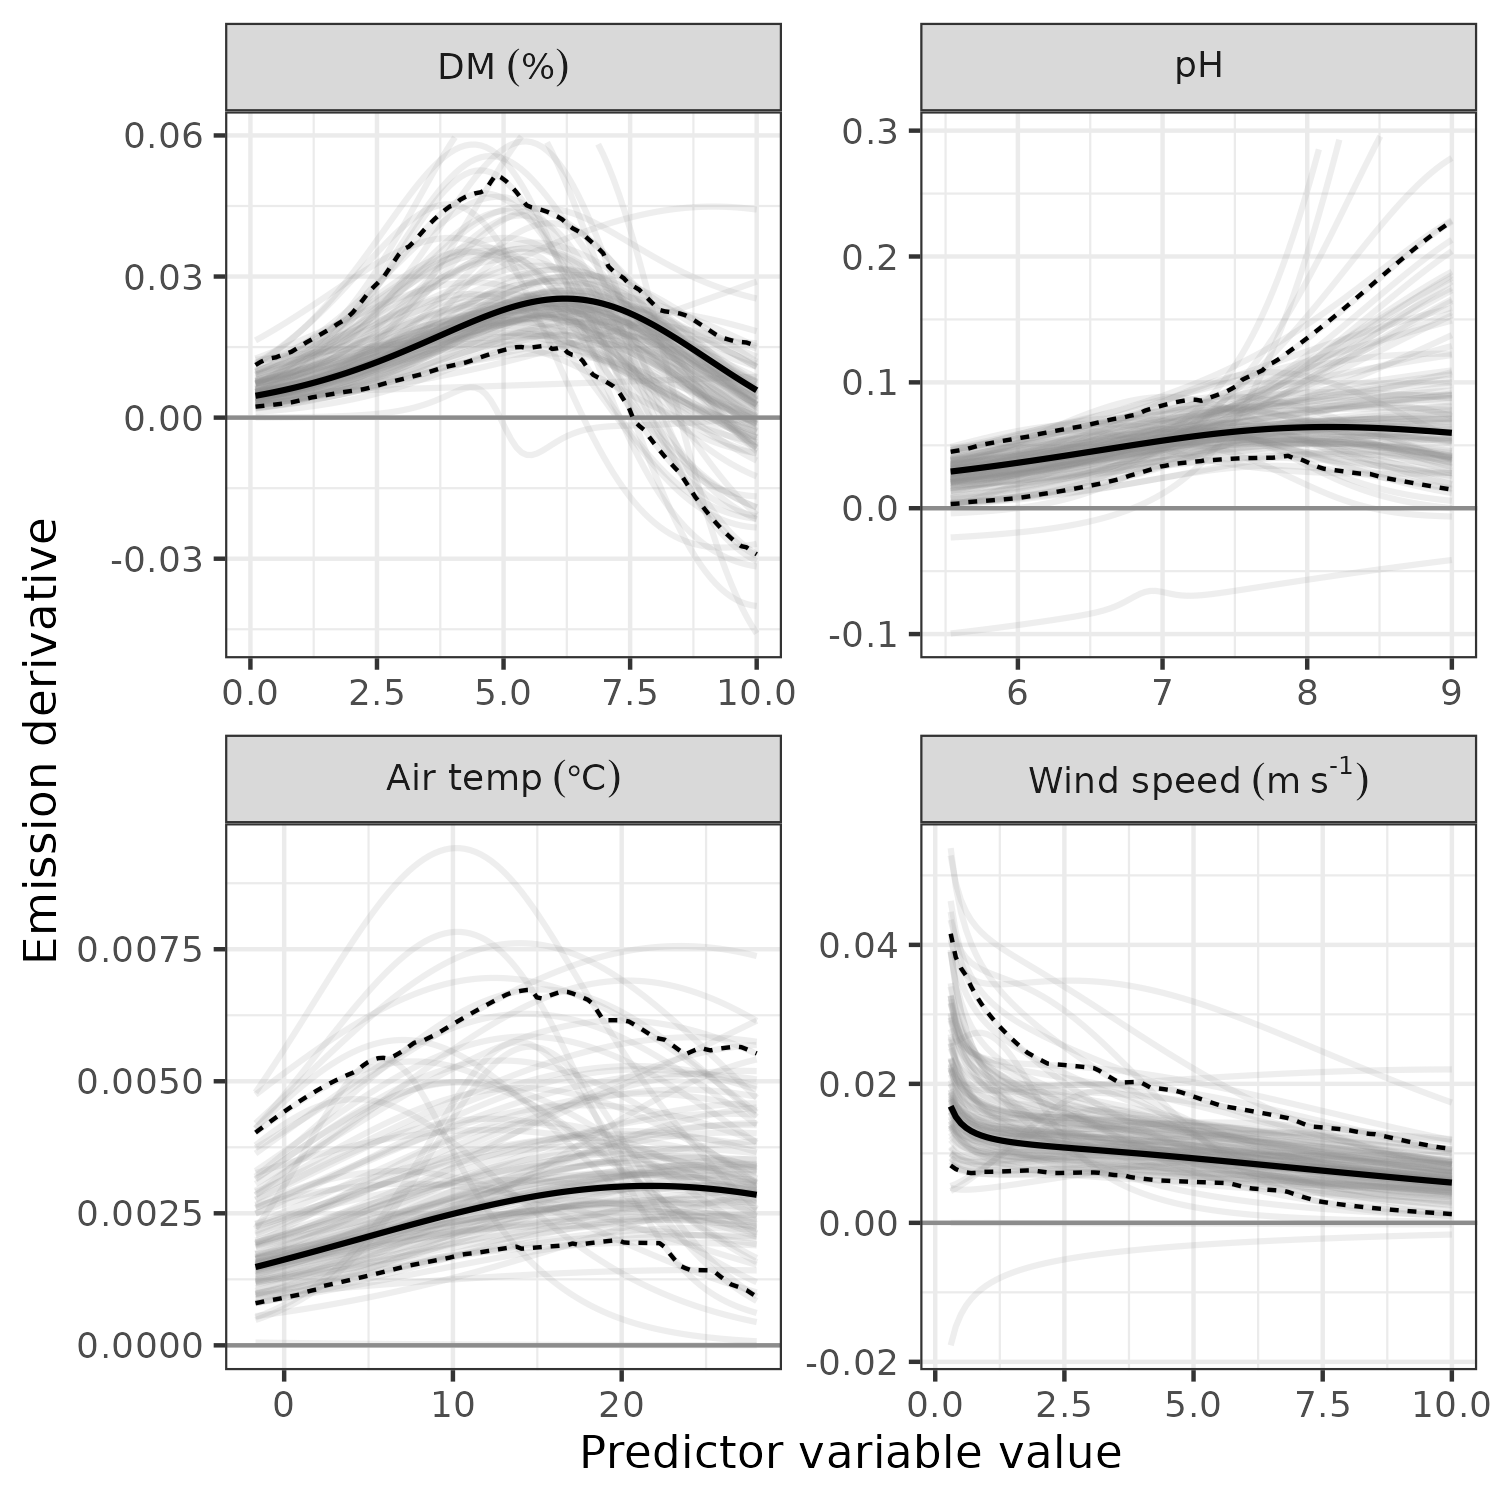 DM (%)
pH
0.06
0.03
0.00
-0.03
0.3
0.2
0.1
0.0
-0.1
0.0 2.5 5.0 7.5 10.0
6 7 8 9
Emission derivative
Air temp (°C)
Wind speed (m s⁻¹)
0.0075
0.0050
0.0025
0.0000
0.04
0.02
0.00
-0.02
0 10 20
0.0 2.5 5.0 7.5 10.0
Predictor variable value